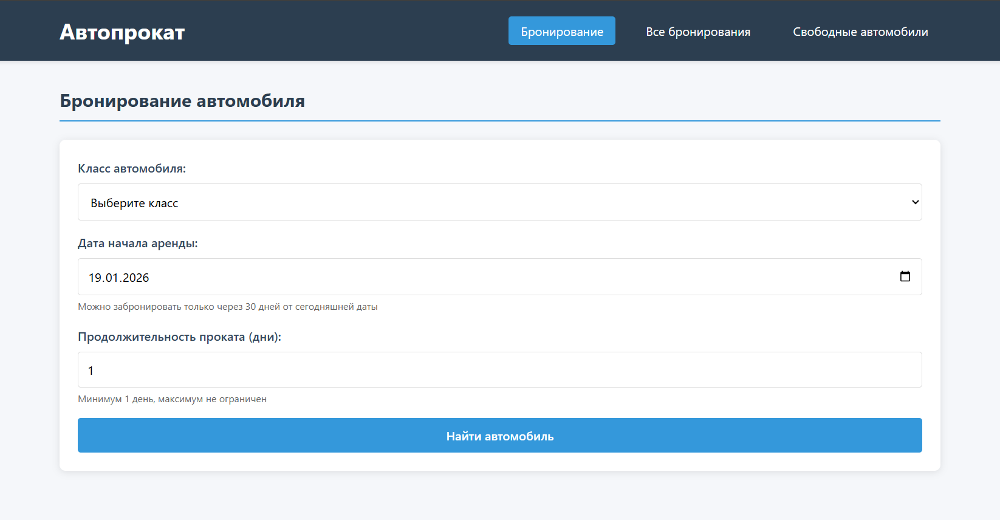 Автопрокат
Бронирование
Все бронирования
Свободные автомобили
Бронирование автомобиля
Класс автомобиля:
Выберите класс
Дата начала аренды:
19.01.2026
Можно забронировать только через 30 дней от сегодняшней даты
Продолжительность проката (дни):
1
Минимум 1 день, максимум не ограничен
Найти автомобиль